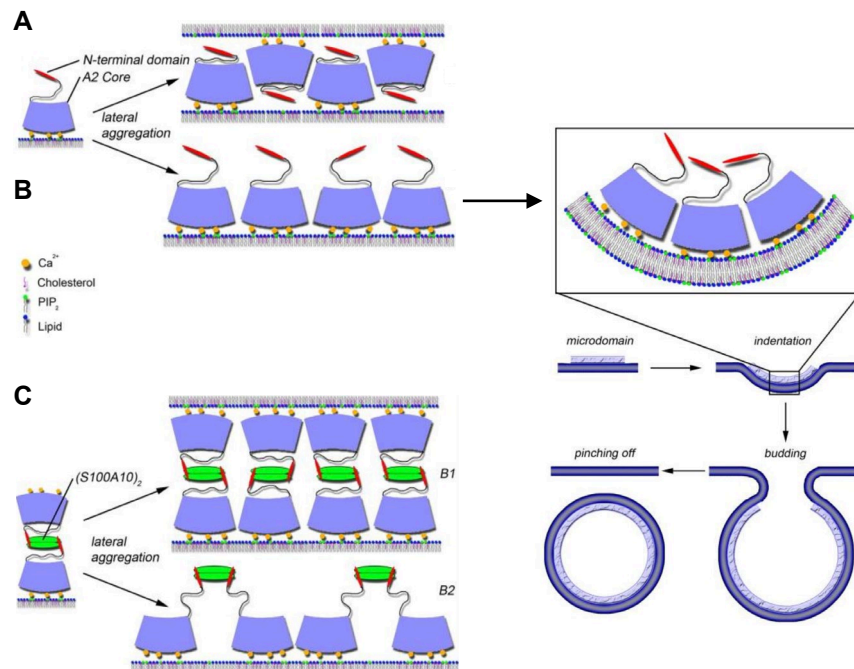 A
N-terminal domain
A2 Core
lateral
aggregation
B
Ca2+
Cholesterol
PIP2
Lipid
microdomain
indentation
C
(S100A10)2
B1
lateral
aggregation
B2
pinching off
budding